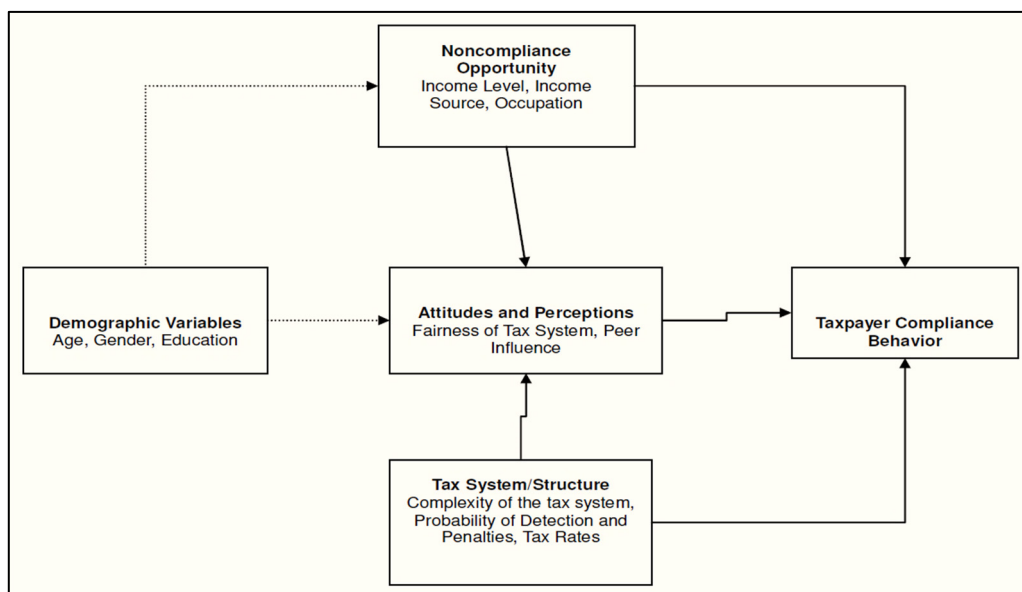 Noncompliance
Opportunity
Income Level, Income
Source, Occupation
Demographic Variables
Age, Gender, Education
Attitudes and Perceptions
Fairness of Tax System, Peer
Influence
Taxpayer Compliance
Behavior
Tax System/Structure
Complexity of the tax system,
Probability of Detection and
Penalties, Tax Rates